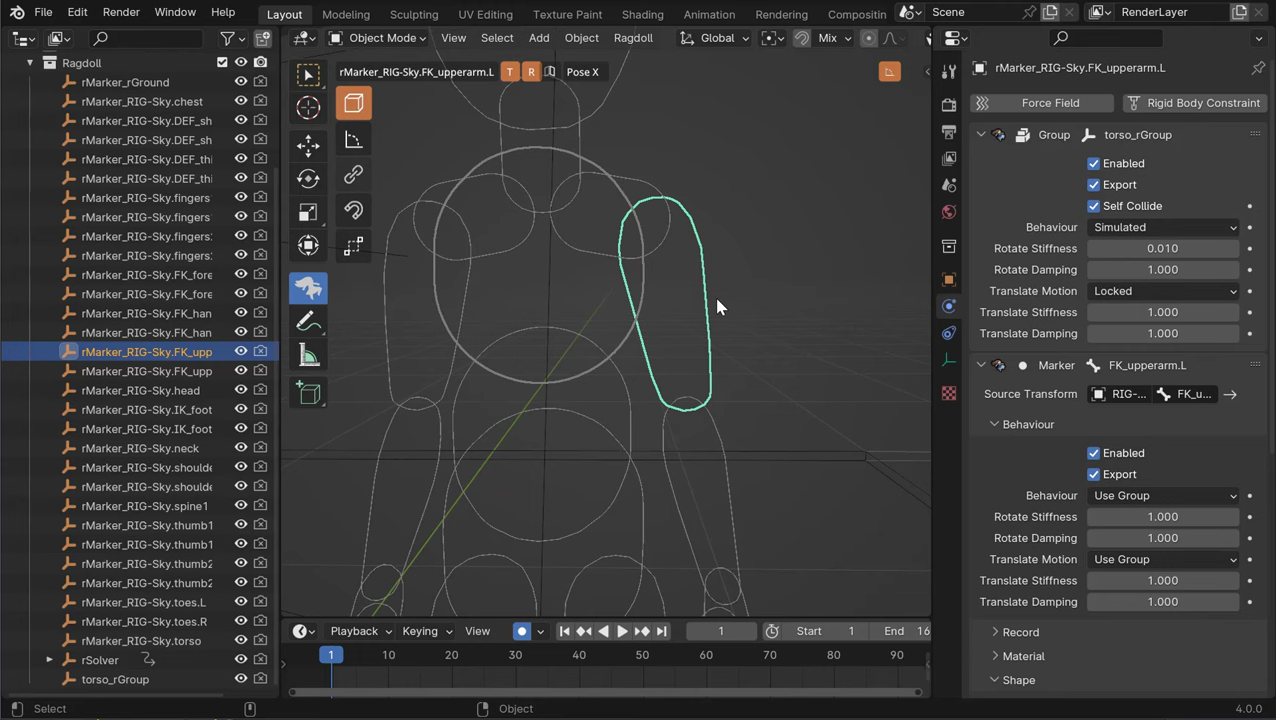 File Edit Render Window Help Layout Modeling Sculpting UV Editing Texture Paint Shading Animation Rendering Compositin Scene RenderLayer
Object Mode View Select Add Object Ragdoll Global Mix
Ragdoll
rMarker_rGround
rMarker_RIG-Sky.chest
rMarker_RIG-Sky.DEF_sh
rMarker_RIG-Sky.DEF_sh
rMarker_RIG-Sky.DEF_thi
rMarker_RIG-Sky.DEF_thi
rMarker_RIG-Sky.fingers
rMarker_RIG-Sky.fingers
rMarker_RIG-Sky.fingers
rMarker_RIG-Sky.fingers
rMarker_RIG-Sky.FK_fore
rMarker_RIG-Sky.FK_fore
rMarker_RIG-Sky.FK_han
rMarker_RIG-Sky.FK_han
rMarker_RIG-Sky.FK_upp
rMarker_RIG-Sky.FK_upp
rMarker_RIG-Sky.head
rMarker_RIG-Sky.IK_foot
rMarker_RIG-Sky.IK_foot
rMarker_RIG-Sky.neck
rMarker_RIG-Sky.shoulde
rMarker_RIG-Sky.shoulde
rMarker_RIG-Sky.spine1
rMarker_RIG-Sky.thumb1
rMarker_RIG-Sky.thumb1
rMarker_RIG-Sky.thumb2
rMarker_RIG-Sky.thumb2
rMarker_RIG-Sky.toes.L
rMarker_RIG-Sky.toes.R
rMarker_RIG-Sky.torso
rSolver
torso_rGroup
rMarker_RIG-Sky.FK_upperarm.L T R Pose X
Playback Keying View 1 Start 1 End 16
1 10 20 30 40 50 60 70 80 90
rMarker_RIG-Sky.FK_upperarm.L
Force Field Rigid Body Constraint
Group torso_rGroup
Enabled
Export
Self Collide
Behaviour Simulated
Rotate Stiffness 0.010
Rotate Damping 1.000
Translate Motion Locked
Translate Stiffness 1.000
Translate Damping 1.000
Marker FK_upperarm.L
Source Transform RIG-... FK_u...
Behaviour
Enabled
Export
Behaviour Use Group
Rotate Stiffness 1.000
Rotate Damping 1.000
Translate Motion Use Group
Translate Stiffness 1.000
Translate Damping 1.000
Record
Material
Shape
Select Object 4.0.0